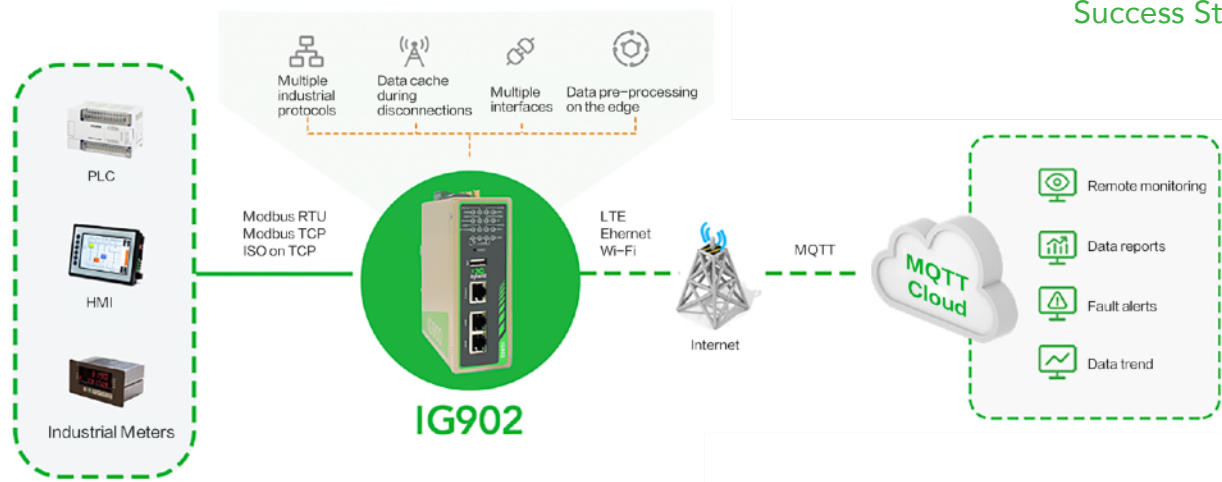 Success St
Multiple
industrial
protocols
Data cache
during
disconnections
Multiple
interfaces
Data pre-processing
on the edge
PLC
HMI
Industrial Meters
Modbus RTU
Modbus TCP
ISO on TCP
IG902
LTE
Ehernet
Wi-Fi
Internet
MQTT
MQTT
Cloud
Remote monitoring
Data reports
Fault alerts
Data trend